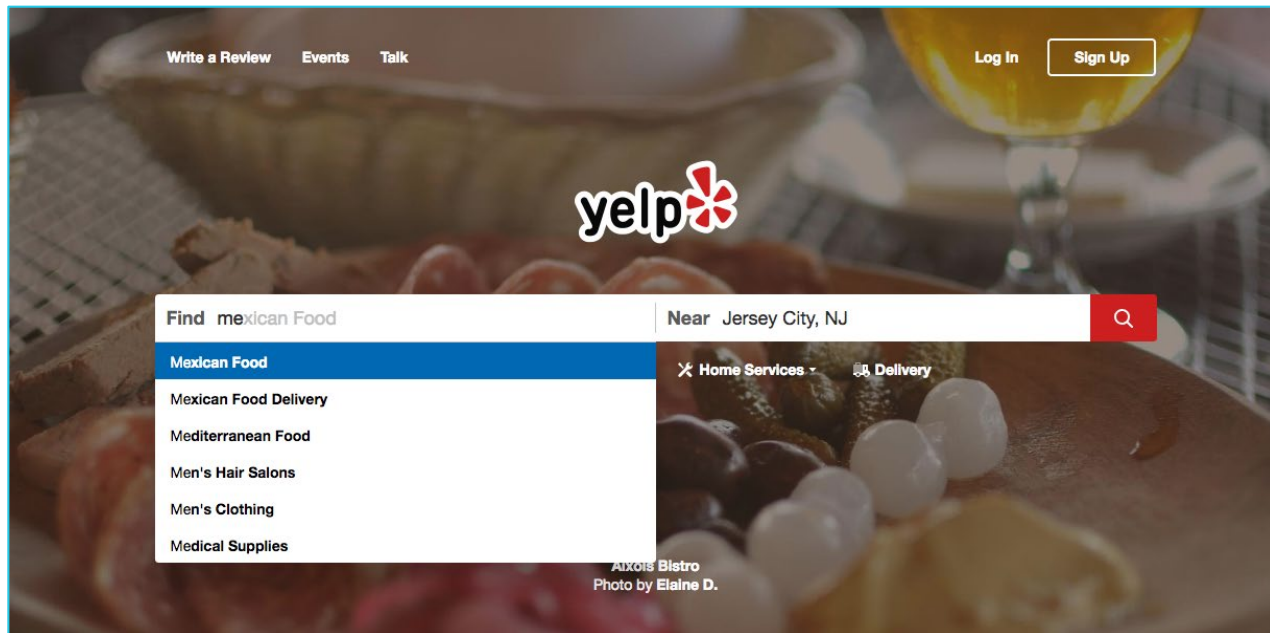 Write a Review Events Talk Log In Sign Up
yelp
Find mexican Food Near Jersey City, NJ
Mexican Food
Home Services Delivery
Mexican Food Delivery
Mediterranean Food
Men's Hair Salons
Men's Clothing
Medical Supplies
Aixois Bistro
Photo by Elaine D.